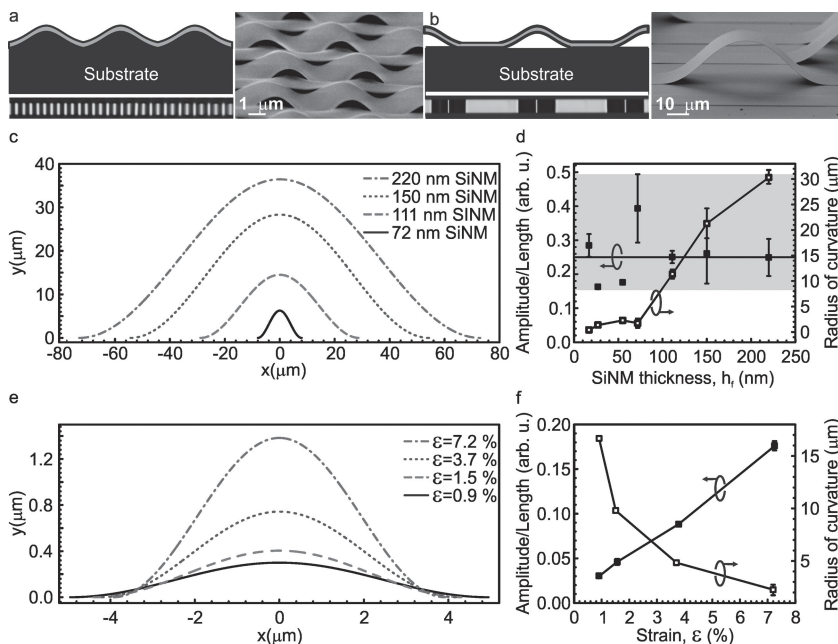 a
b
Substrate
1 μm
Substrate
10 μm
c
40
30
20
10
0
y(μm)
-80
-60
-40
-20
0
20
40
60
80
x(μm)
220 nm SiNM
150 nm SiNM
111 nm SINM
72 nm SiNM
d
0.5
0.4
0.3
0.2
0.1
0.0
Amplitude/Length (arb. u.)
30
25
20
15
10
5
0
Radius of curvature (μm)
0
50
100
150
200
250
SiNM thickness, hf (nm)
e
1.2
0.8
0.4
0.0
y(μm)
-4
-2
0
2
4
x(μm)
ε=7.2 %
ε=3.7 %
ε=1.5 %
ε=0.9 %
f
0.20
0.15
0.10
0.05
0.00
Amplitude/Length (arb. u.)
15
10
5
Radius of curvature (μm)
0
1
2
3
4
5
6
7
8
Strain, ε (%)